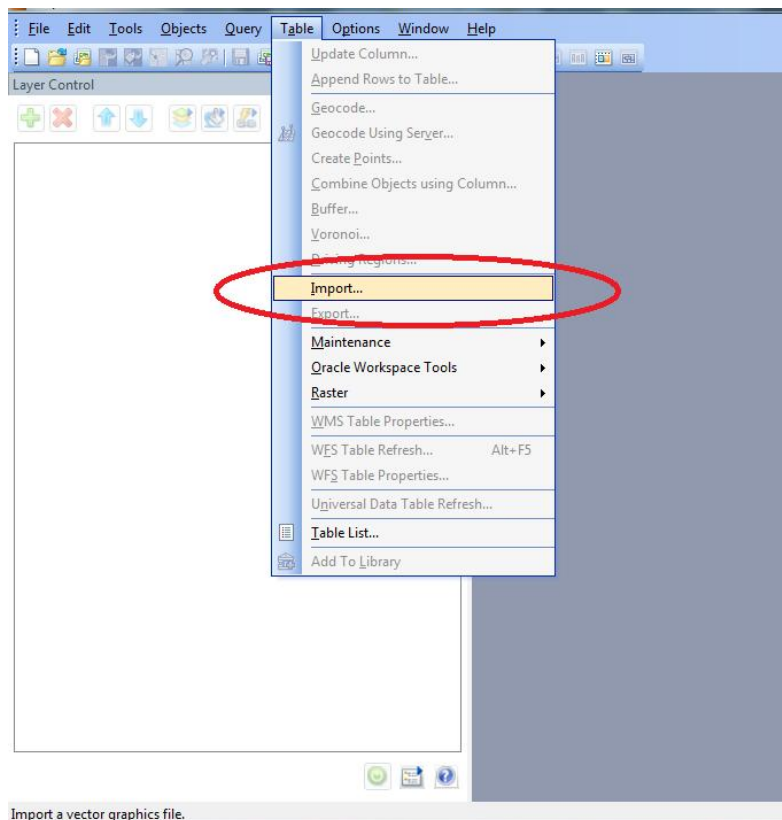 File Edit Tools Objects Query Table Options Window Help
Layer Control
Update Column...
Append Rows to Table...
Geocode...
Geocode Using Server...
Create Points...
Combine Objects using Column...
Buffer...
Voronoi...
Driving Regions...
Import...
Export...
Maintenance
Oracle Workspace Tools
Raster
WMS Table Properties...
WFS Table Refresh... Alt+F5
WFS Table Properties...
Universal Data Table Refresh...
Table List...
Add To Library
Import a vector graphics file.